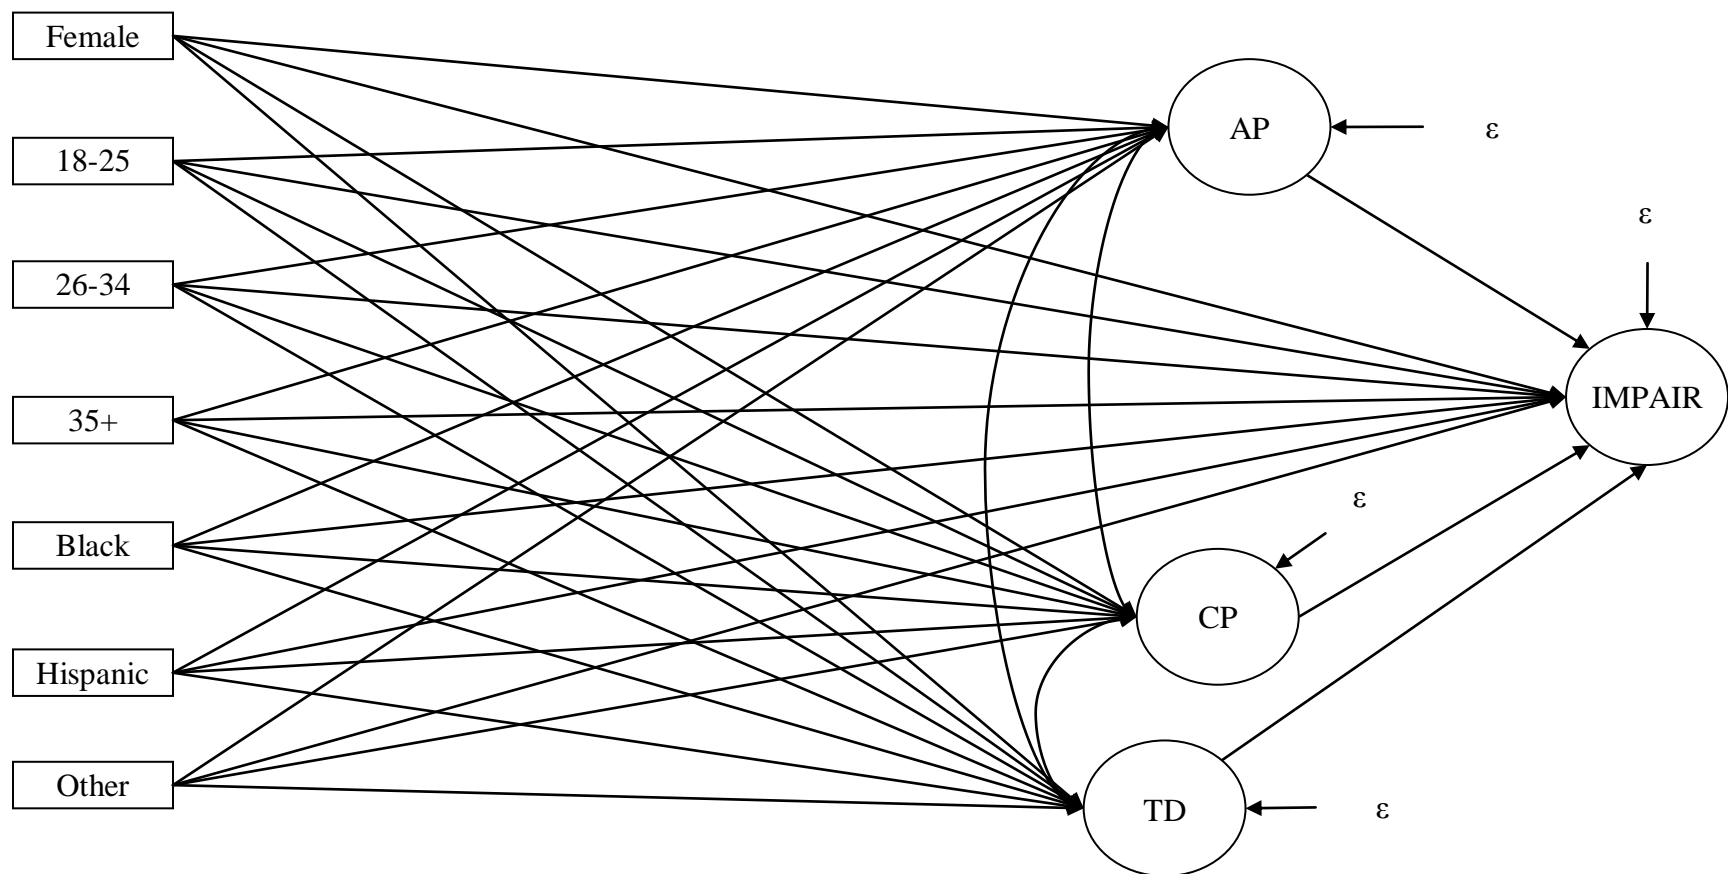 Female
18-25
26-34
35+
Black
Hispanic
Other
AP
ε
ε
IMPAIR
ε
CP
TD
ε